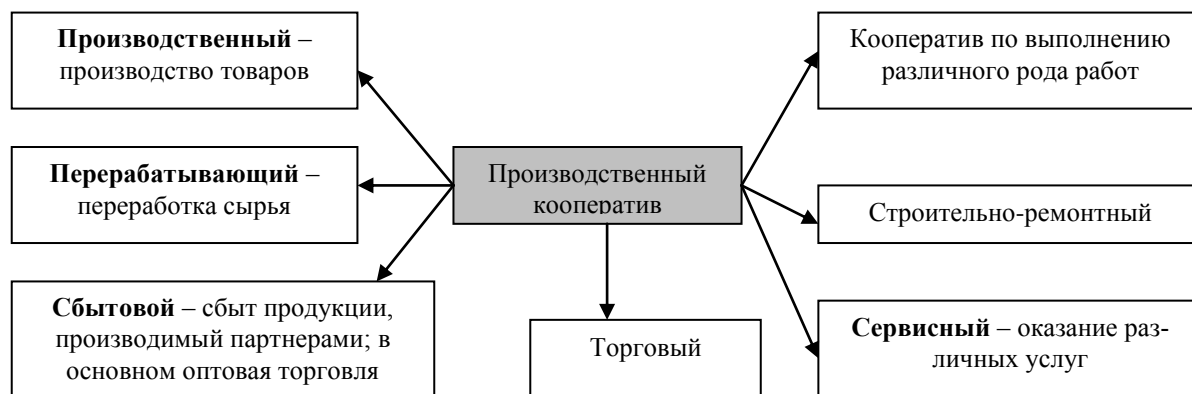 Производственный –
производство товаров
Перерабатывающий –
переработка сырья
Сбытовой – сбыт продукции,
производимый партнерами; в
основном оптовая торговля
Производственный
кооператив
Торговый
Кооператив по выполнению
различного рода работ
Строительно-ремонтный
Сервисный – оказание раз-
личных услуг